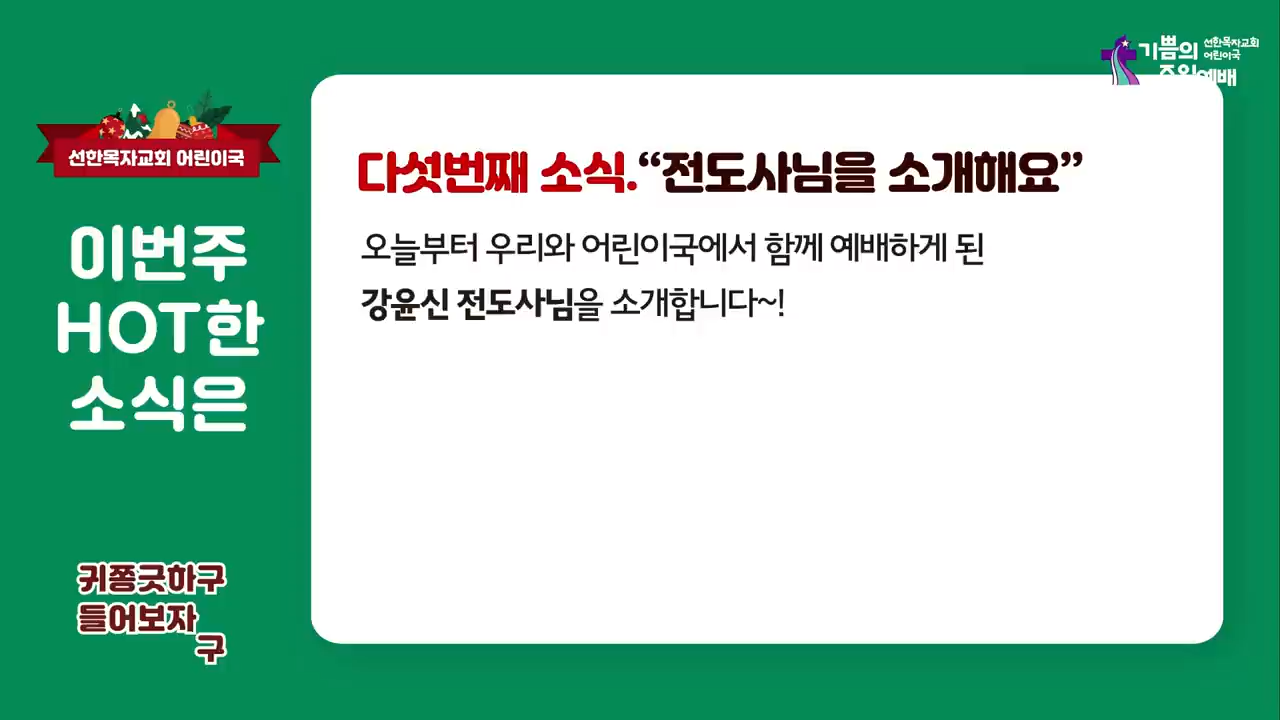 기쁨의
선한목자교회
어린이국
주일예배
선한목자교회 어린이국
이번주
HOT한
소식은
귀쫑긋하구
들어보자
구
다섯번째 소식.“전도사님을 소개해요”
오늘부터 우리와 어린이국에서 함께 예배하게 된
강윤신 전도사님을 소개합니다~!